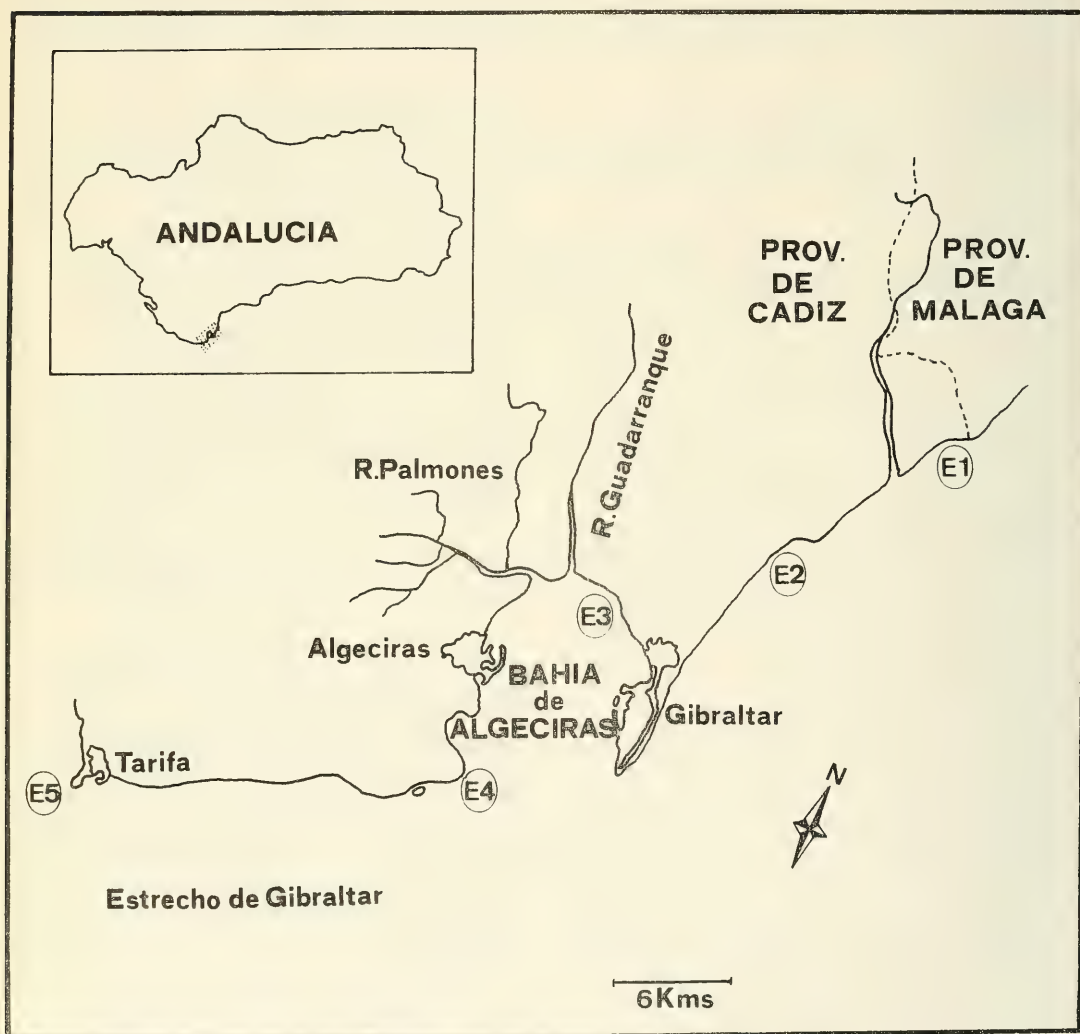 ANDALUCIA
PROV.
DE
CADIZ
PROV.
DE
MALAGA
R.Guadarranque
R.Palmones
E1
E2
E3
Algeciras
BAHIA
de
ALGECIRAS
Gibraltar
Tarifa
E5
E4
N
Estrecho de Gibraltar
6Kms